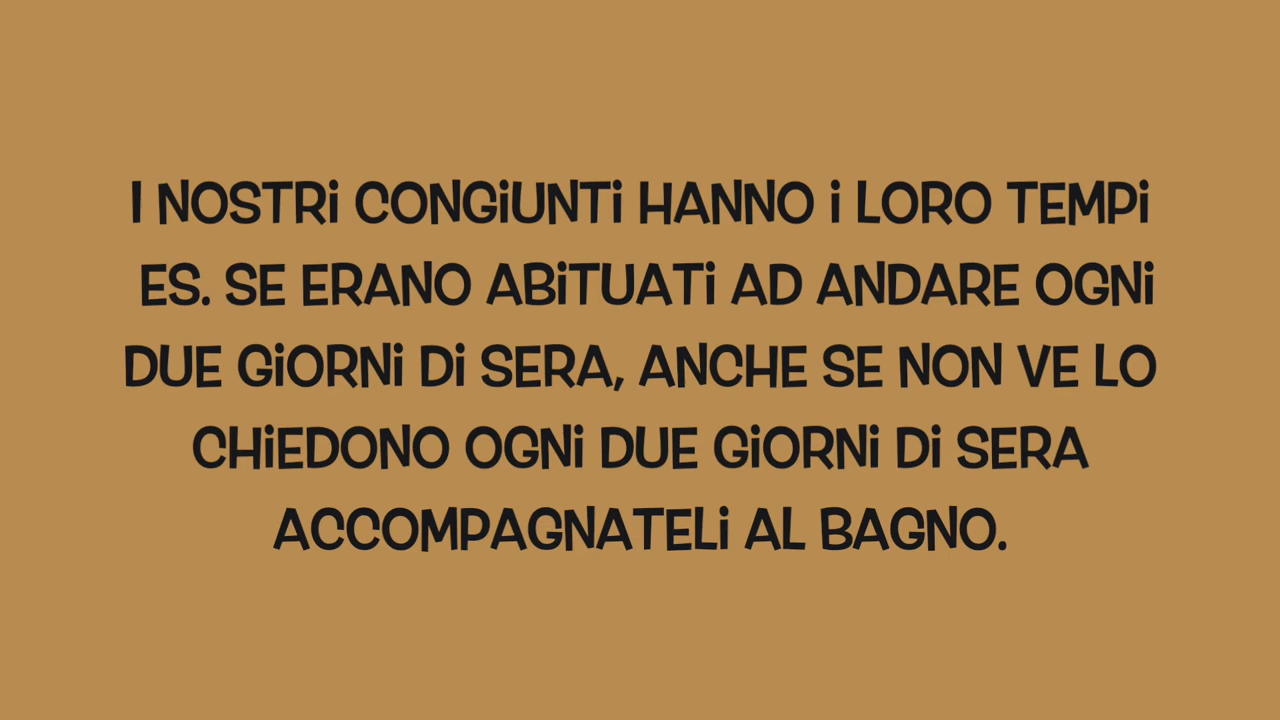 I NOSTRI CONGIUNTI HANNO I LORO TEMPI
ES. SE ERANO ABITUATI AD ANDARE OGNI
DUE GIORNI DI SERA, ANCHE SE NON VE LO
CHIEDONO OGNI DUE GIORNI DI SERA
ACCOMPAGNATELI AL BAGNO.